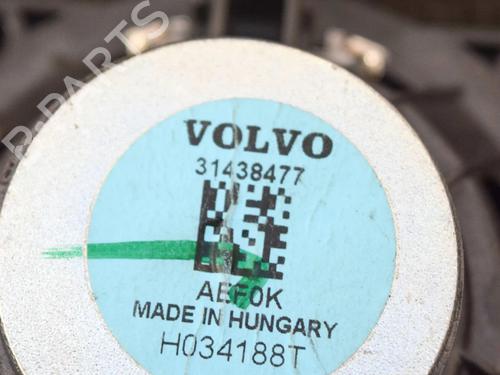 B-PARTS
VOLVO
31438477
AEF0K
MADE IN HUNGARY
H034188T